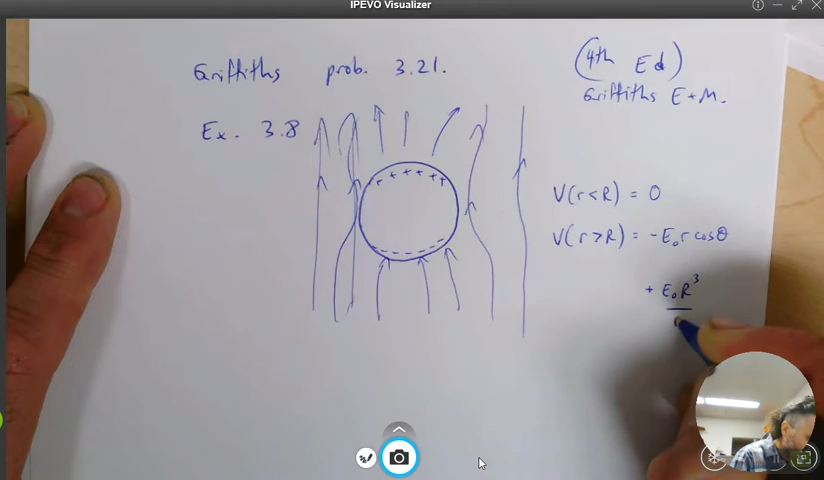 IPEVO Visualizer
Griffiths prob. 3.21.
(4th Ed)
Griffiths E+M.
Ex. 3.8
+ + + + +
- - - - - -
V(r<R) = 0
V(r>R) = -E₀r cosθ
+ E₀R³